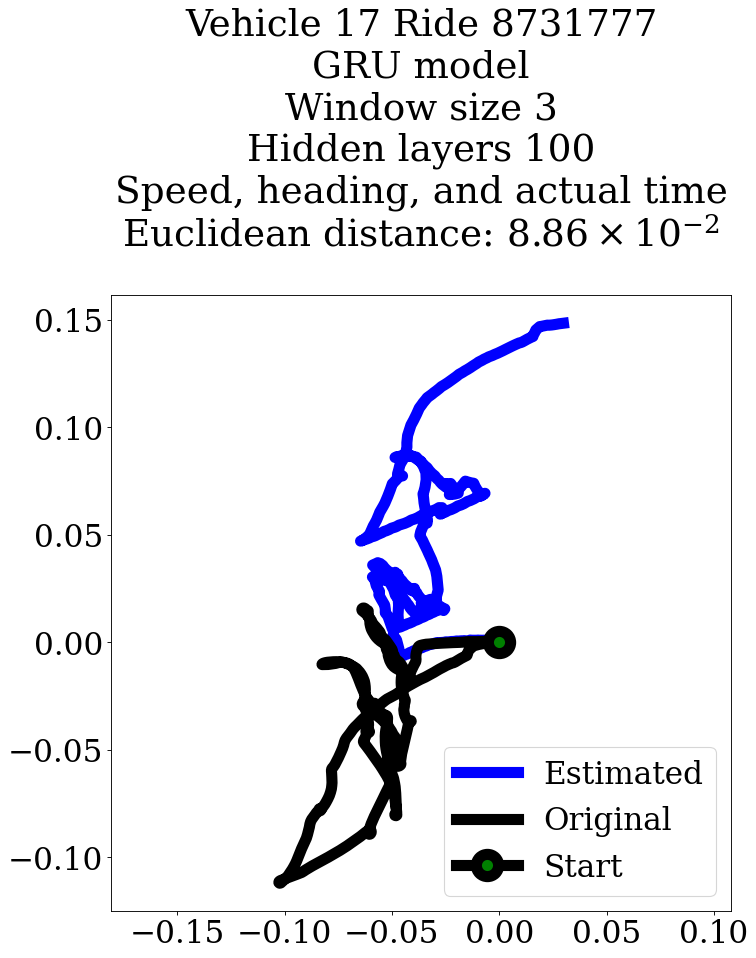 Vehicle 17 Ride 8731777
GRU model
Window size 3
Hidden layers 100
Speed, heading, and actual time
Euclidean distance: 8.86 × 10⁻²
0.15
0.10
0.05
0.00
−0.05
−0.10
Estimated
Original
Start
−0.15 −0.10 −0.05 0.00 0.05 0.10